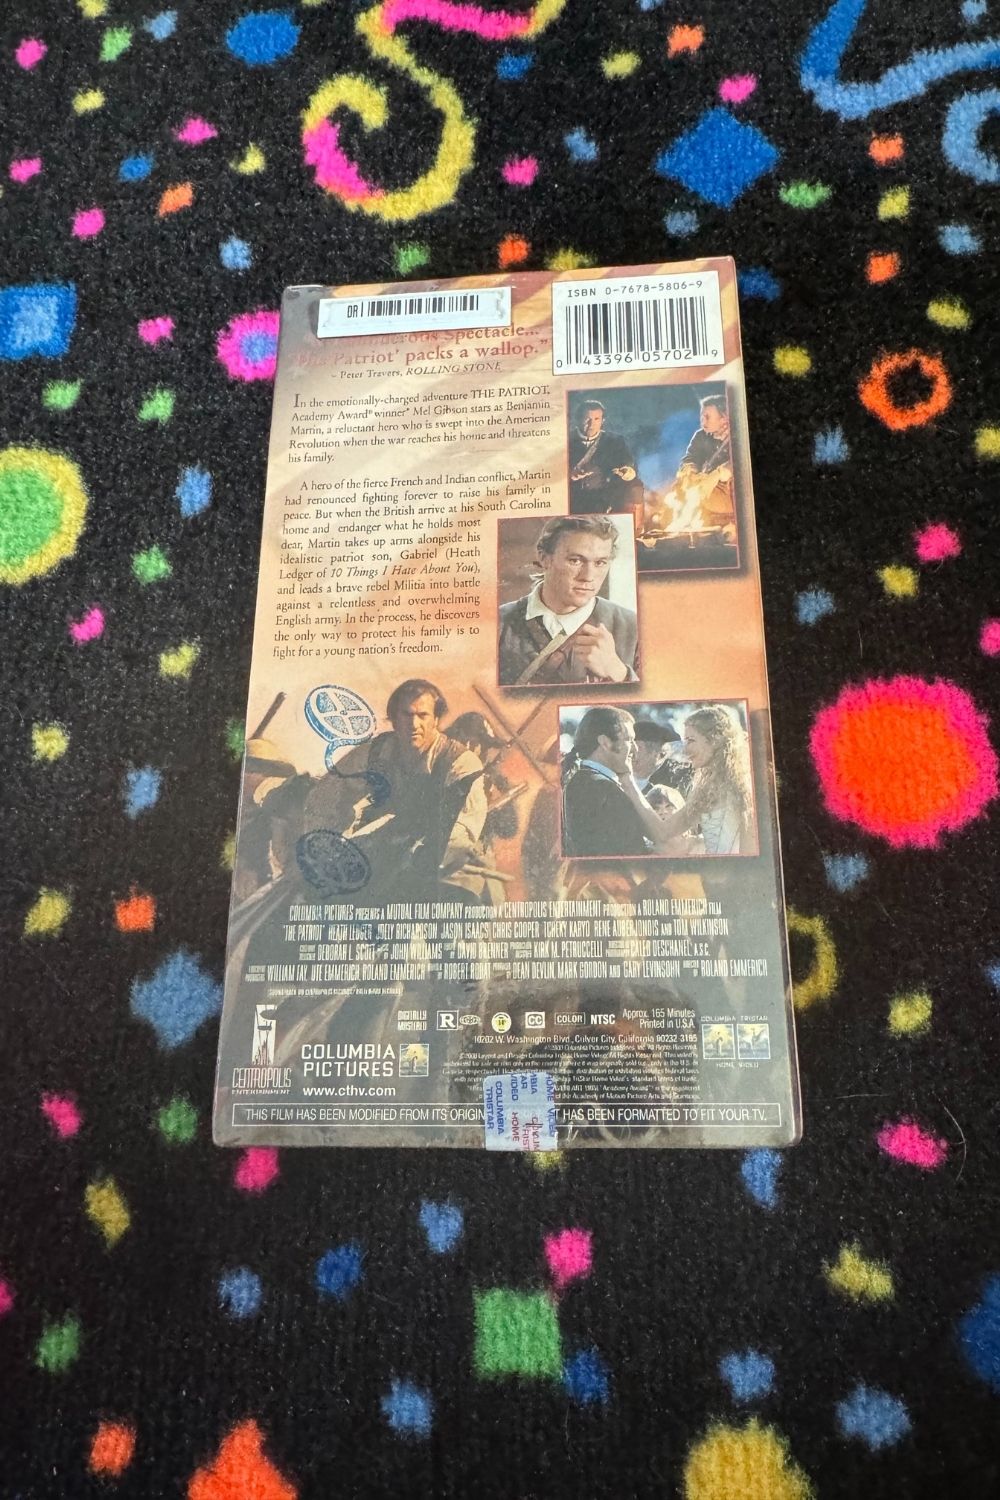 DR
ISBN 0-7678-5806-9
0 43396 05702 9
Spectacle...
Patriot' packs a wallop."
- Peter Travers, ROLLING STONE
In the emotionally-charged adventure THE PATRIOT,
Academy Award® winner* Mel Gibson stars as Benjamin
Martin, a reluctant hero who is swept into the American
Revolution when the war reaches his home and threatens
his family.
A hero of the fierce French and Indian conflict, Martin
had renounced fighting forever to raise his family in
peace. But when the British arrive at his South Carolina
home and endanger what he holds most
dear, Martin takes up arms alongside his
idealistic patriot son, Gabriel (Heath
Ledger of 10 Things I Hate About You),
and leads a brave rebel Militia into battle
against a relentless and overwhelming
English army. In the process, he discovers
the only way to protect his family is to
fight for a young nation's freedom.
COLUMBIA PICTURES PRESENTS A MUTUAL FILM COMPANY PRODUCTION A CENTROPOLIS ENTERTAINMENT PRODUCTION A ROLAND EMMERICH FILM
"THE PATRIOT" HEATH LEDGER JOELY RICHARDSON JASON ISAACS CHRIS COOPER TCHEKY KARYO RENE AUBERJONOIS AND TOM WILKINSON
DEBORAH L. SCOTT JOHN WILLIAMS DAVID BRENNER KIRK M. PETRUCCELLI CALEB DESCHANEL A.S.C.
WILLIAM FAY, UTE EMMERICH, ROLAND EMMERICH ROBERT RODAT DEAN DEVLIN, MARK GORDON AND GARY LEVINSOHN ROLAND EMMERICH
DIGITALLY MASTERED R CC COLOR NTSC Approx. 165 Minutes
Printed in U.S.A.
10202 W. Washington Blvd., Culver City, California 90232-3195
CENTROPOLIS
ENTERTAINMENT
COLUMBIA
PICTURES
www.cthv.com
COLUMBIA TRISTAR
HOME VIDEO
COLUMBIA
TRISTAR
HOME
THIS FILM HAS BEEN MODIFIED FROM ITS ORIGIN T HAS BEEN FORMATTED TO FIT YOUR TV.